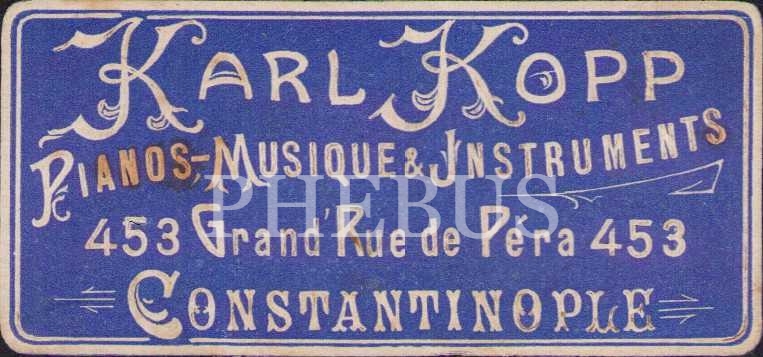 KARL KOPP
PIANOS-MUSIQUE & INSTRUMENTS
PHEBUS
453 Grand'Rue de Péra 453
CONSTANTINOPLE